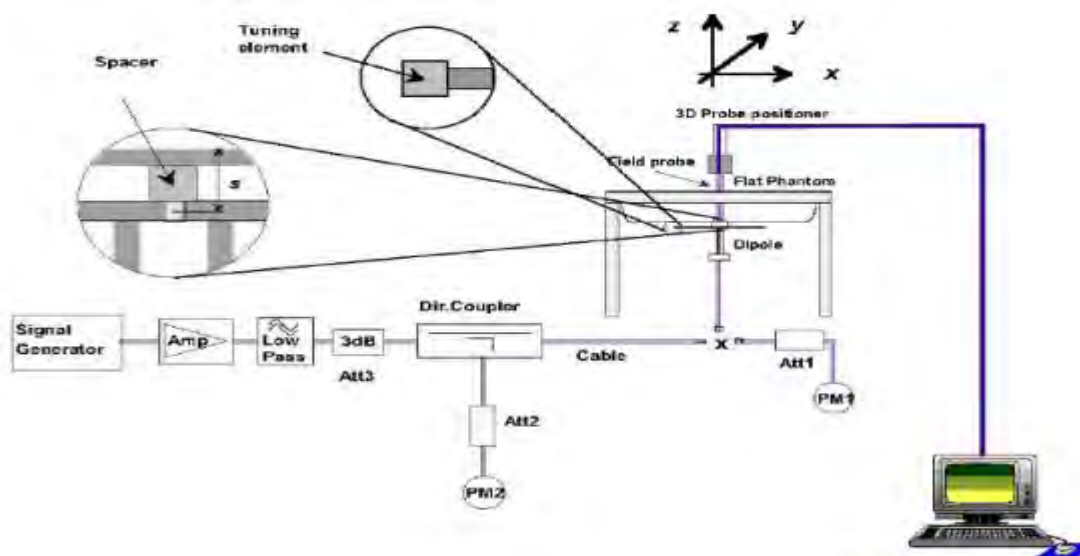 Tuning
element
Spacer
z
y
x
3D Probe positioner
Field probe
Flat Phantom
s
Dipole
Dir.Coupler
Signal
Generator
Amp
Low
Pass
3dB
Att3
Cable
x
Att1
PM1
Att2
PM2